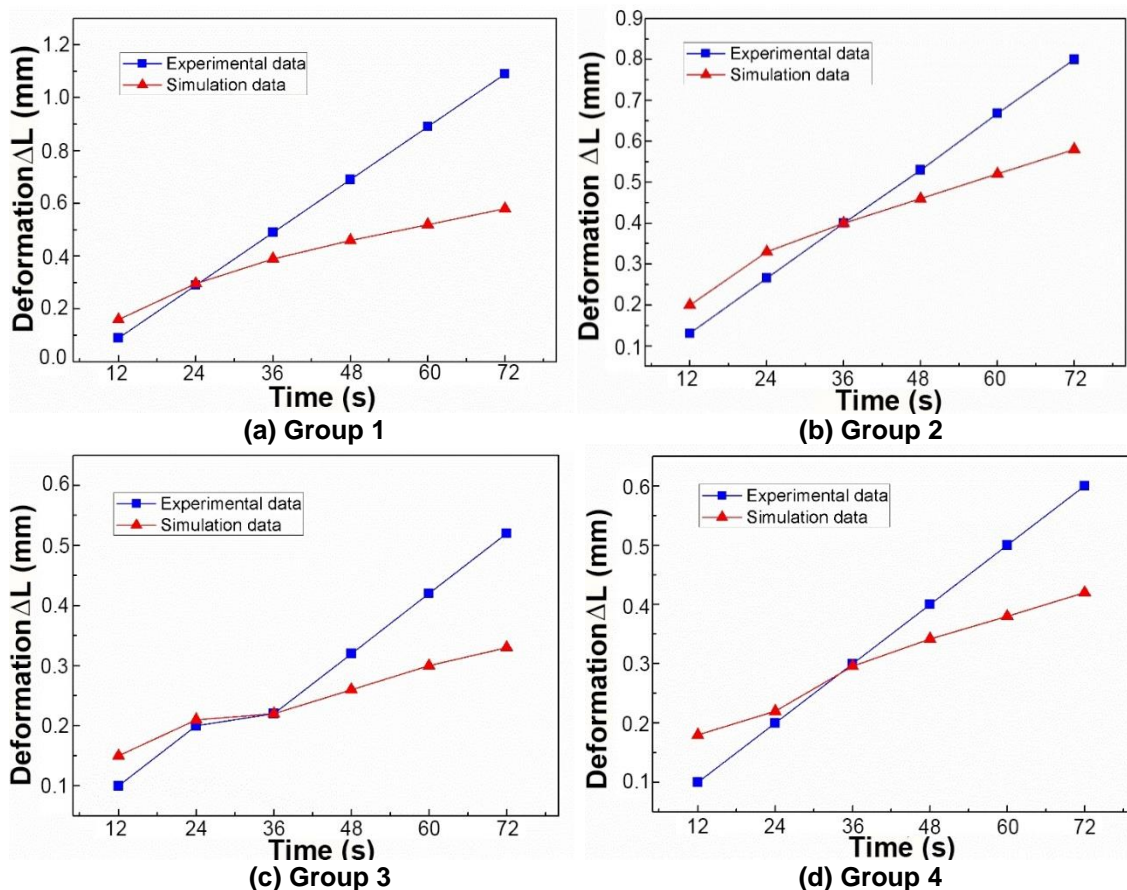 Deformation ΔL (mm)
1.2
1.0
0.8
0.6
0.4
0.2
0.0
Experimental data
Simulation data
12 24 36 48 60 72
Time (s)
(a) Group 1
Deformation ΔL (mm)
0.9
0.8
0.7
0.6
0.5
0.4
0.3
0.2
0.1
Experimental data
Simulation data
12 24 36 48 60 72
Time (s)
(b) Group 2
Deformation ΔL (mm)
0.6
0.5
0.4
0.3
0.2
0.1
Experimental data
Simulation data
12 24 36 48 60 72
Time (s)
(c) Group 3
Deformation ΔL (mm)
0.6
0.5
0.4
0.3
0.2
0.1
Experimental data
Simulation data
12 24 36 48 60 72
Time (s)
(d) Group 4